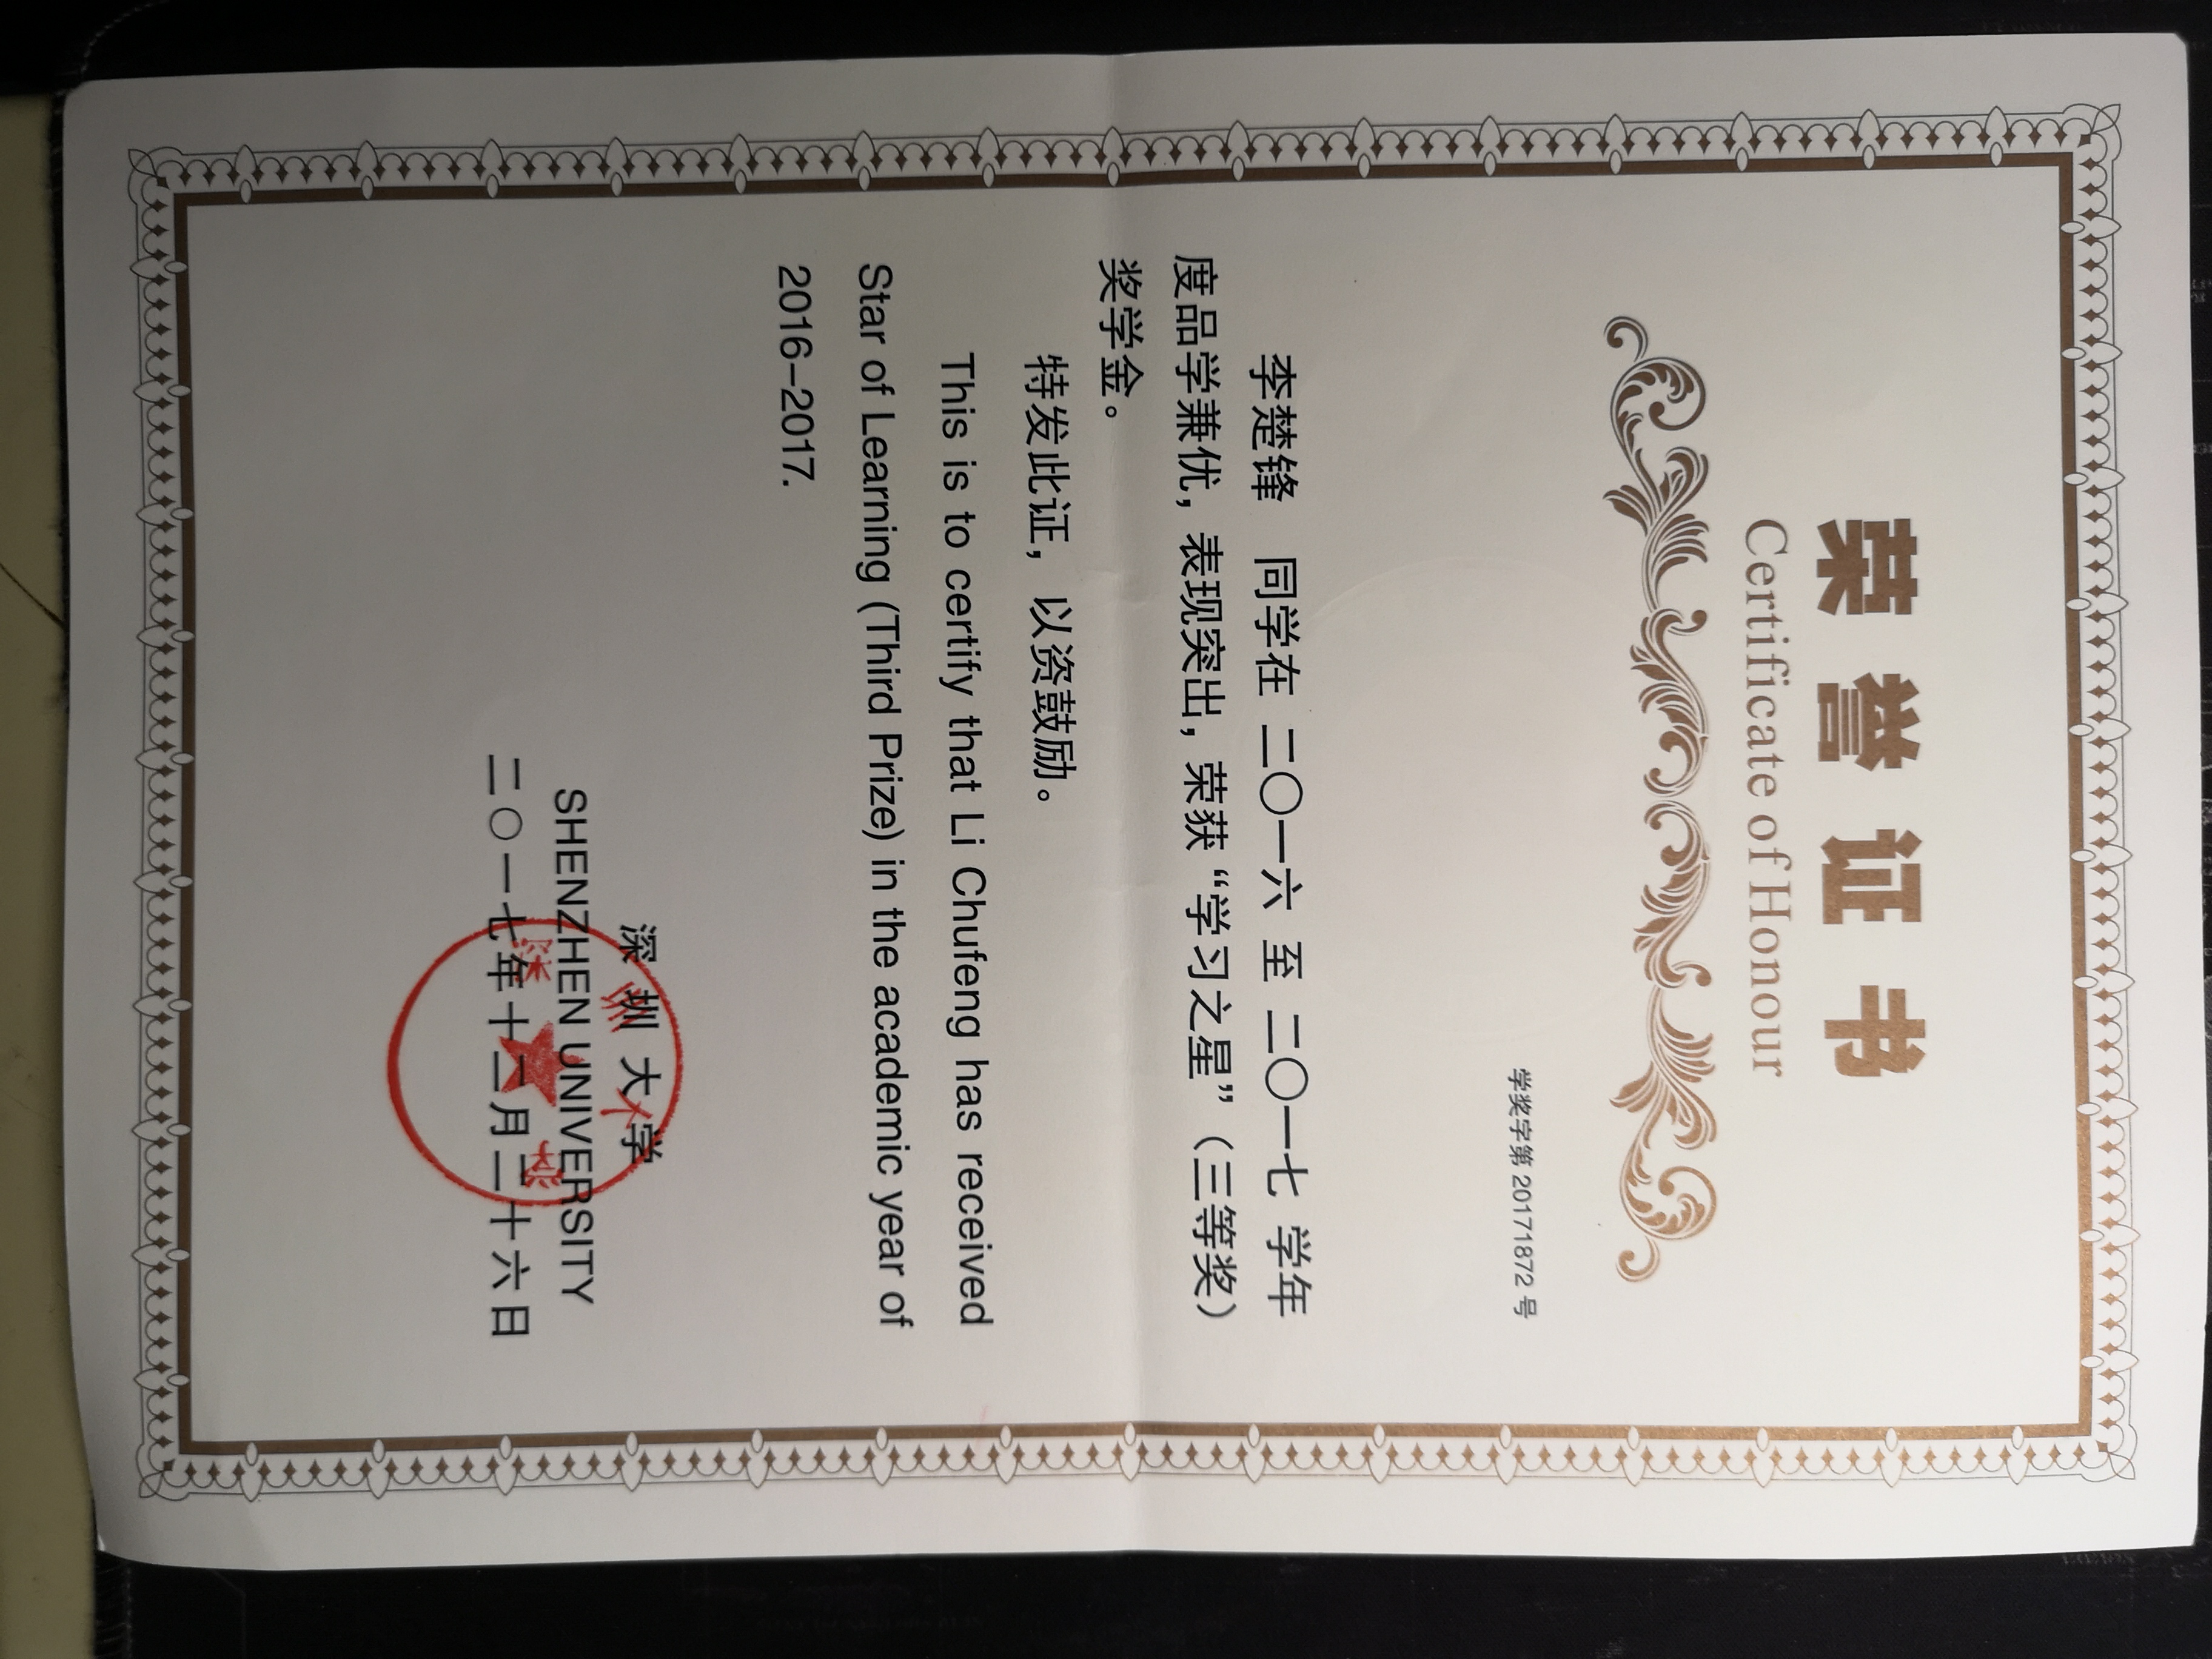 荣誉证书
Certificate of Honour
学奖字第 20171872 号
李楚锋 同学在 二〇一六 至 二〇一七 学年
度品学兼优，表现突出，荣获“学习之星”（三等奖）
奖学金。
特发此证，以资鼓励。
This is to certify that Li Chufeng has received
Star of Learning (Third Prize) in the academic year of
2016-2017.
深圳大学
SHENZHEN UNIVERSITY
二〇一七年十二月二十六日
深圳大学